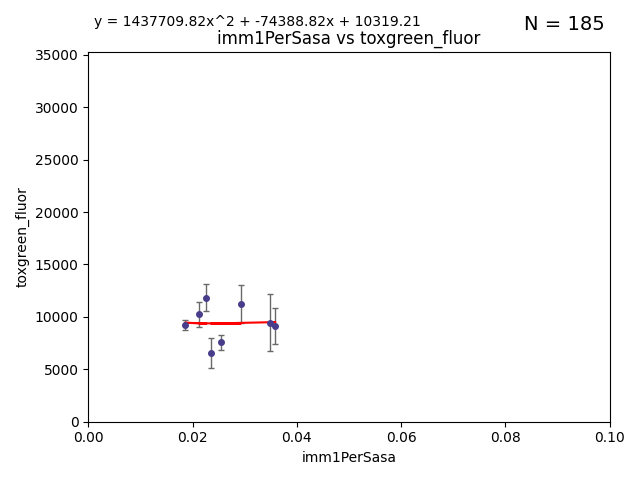 y = 1437709.82x^2 + -74388.82x + 10319.21
N = 185
imm1PerSasa vs toxgreen_fluor
35000
30000
25000
20000
15000
10000
5000
0
toxgreen_fluor
0.00 0.02 0.04 0.06 0.08 0.10
imm1PerSasa